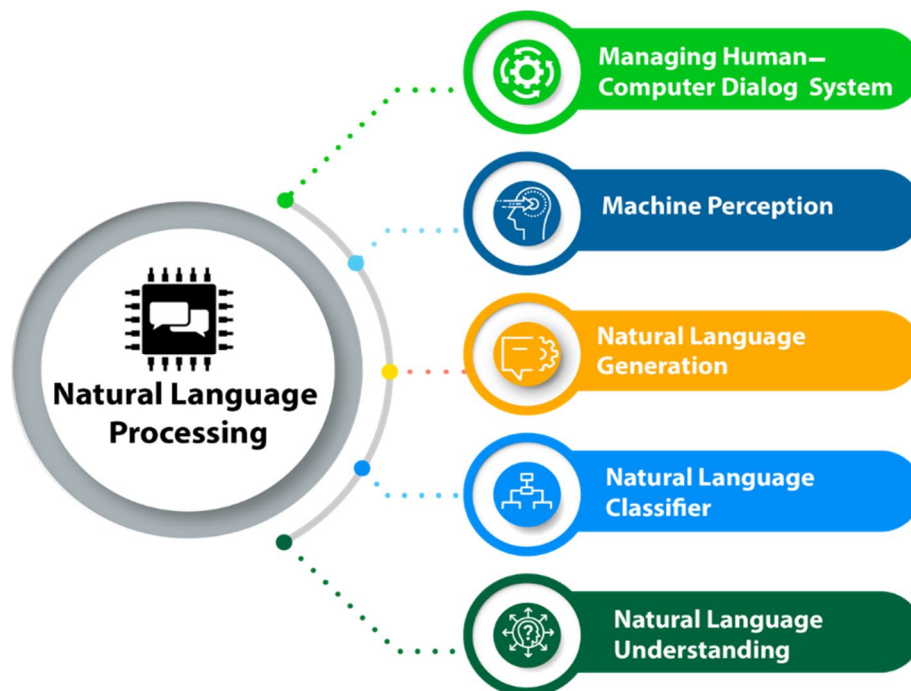 Natural Language
Processing
Managing Human—
Computer Dialog System
Machine Perception
Natural Language
Generation
Natural Language
Classifier
Natural Language
Understanding